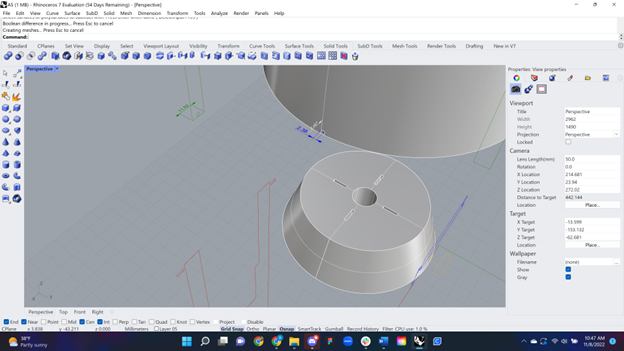 AS (1 MB) - Rhinoceros 7 Evaluation (54 Days Remaining) - [Perspective]
File Edit View Curve Surface SubD Solid Mesh Dimension Transform Tools Analyze Render Panels Help
Boolean difference in progress... Press Esc to cancel
Creating meshes... Press Esc to cancel
Command:
Standard CPlanes Set View Display Select Viewport Layout Visibility Transform Curve Tools Surface Tools Solid Tools SubD Tools Mesh Tools Render Tools Drafting New in V7
Perspective
Properties: View properties
Viewport
Title Perspective
Width 2962
Height 1490
Projection Perspective
Locked
Camera
Lens Length(mm) 50.0
Rotation 0.0
X Location 214.681
Y Location 23.94
Z Location 272.02
Distance to Target 442.144
Location Place...
Target
X Target -13.599
Y Target -153.132
Z Target -62.681
Location Place...
Wallpaper
Filename (none) ...
Show
Gray
Perspective Top Front Right
End Near Point Mid Cen Int Perp Tan Quad Knot Vertex Project Disable
CPlane x 3.838 y -43.211 z 0.000 Millimeters Layer 05 Grid Snap Ortho Planar Osnap SmartTrack Gumball Record History Filter CPU use: 1.0 %
38°F
Partly sunny
10:47 AM
11/6/2022